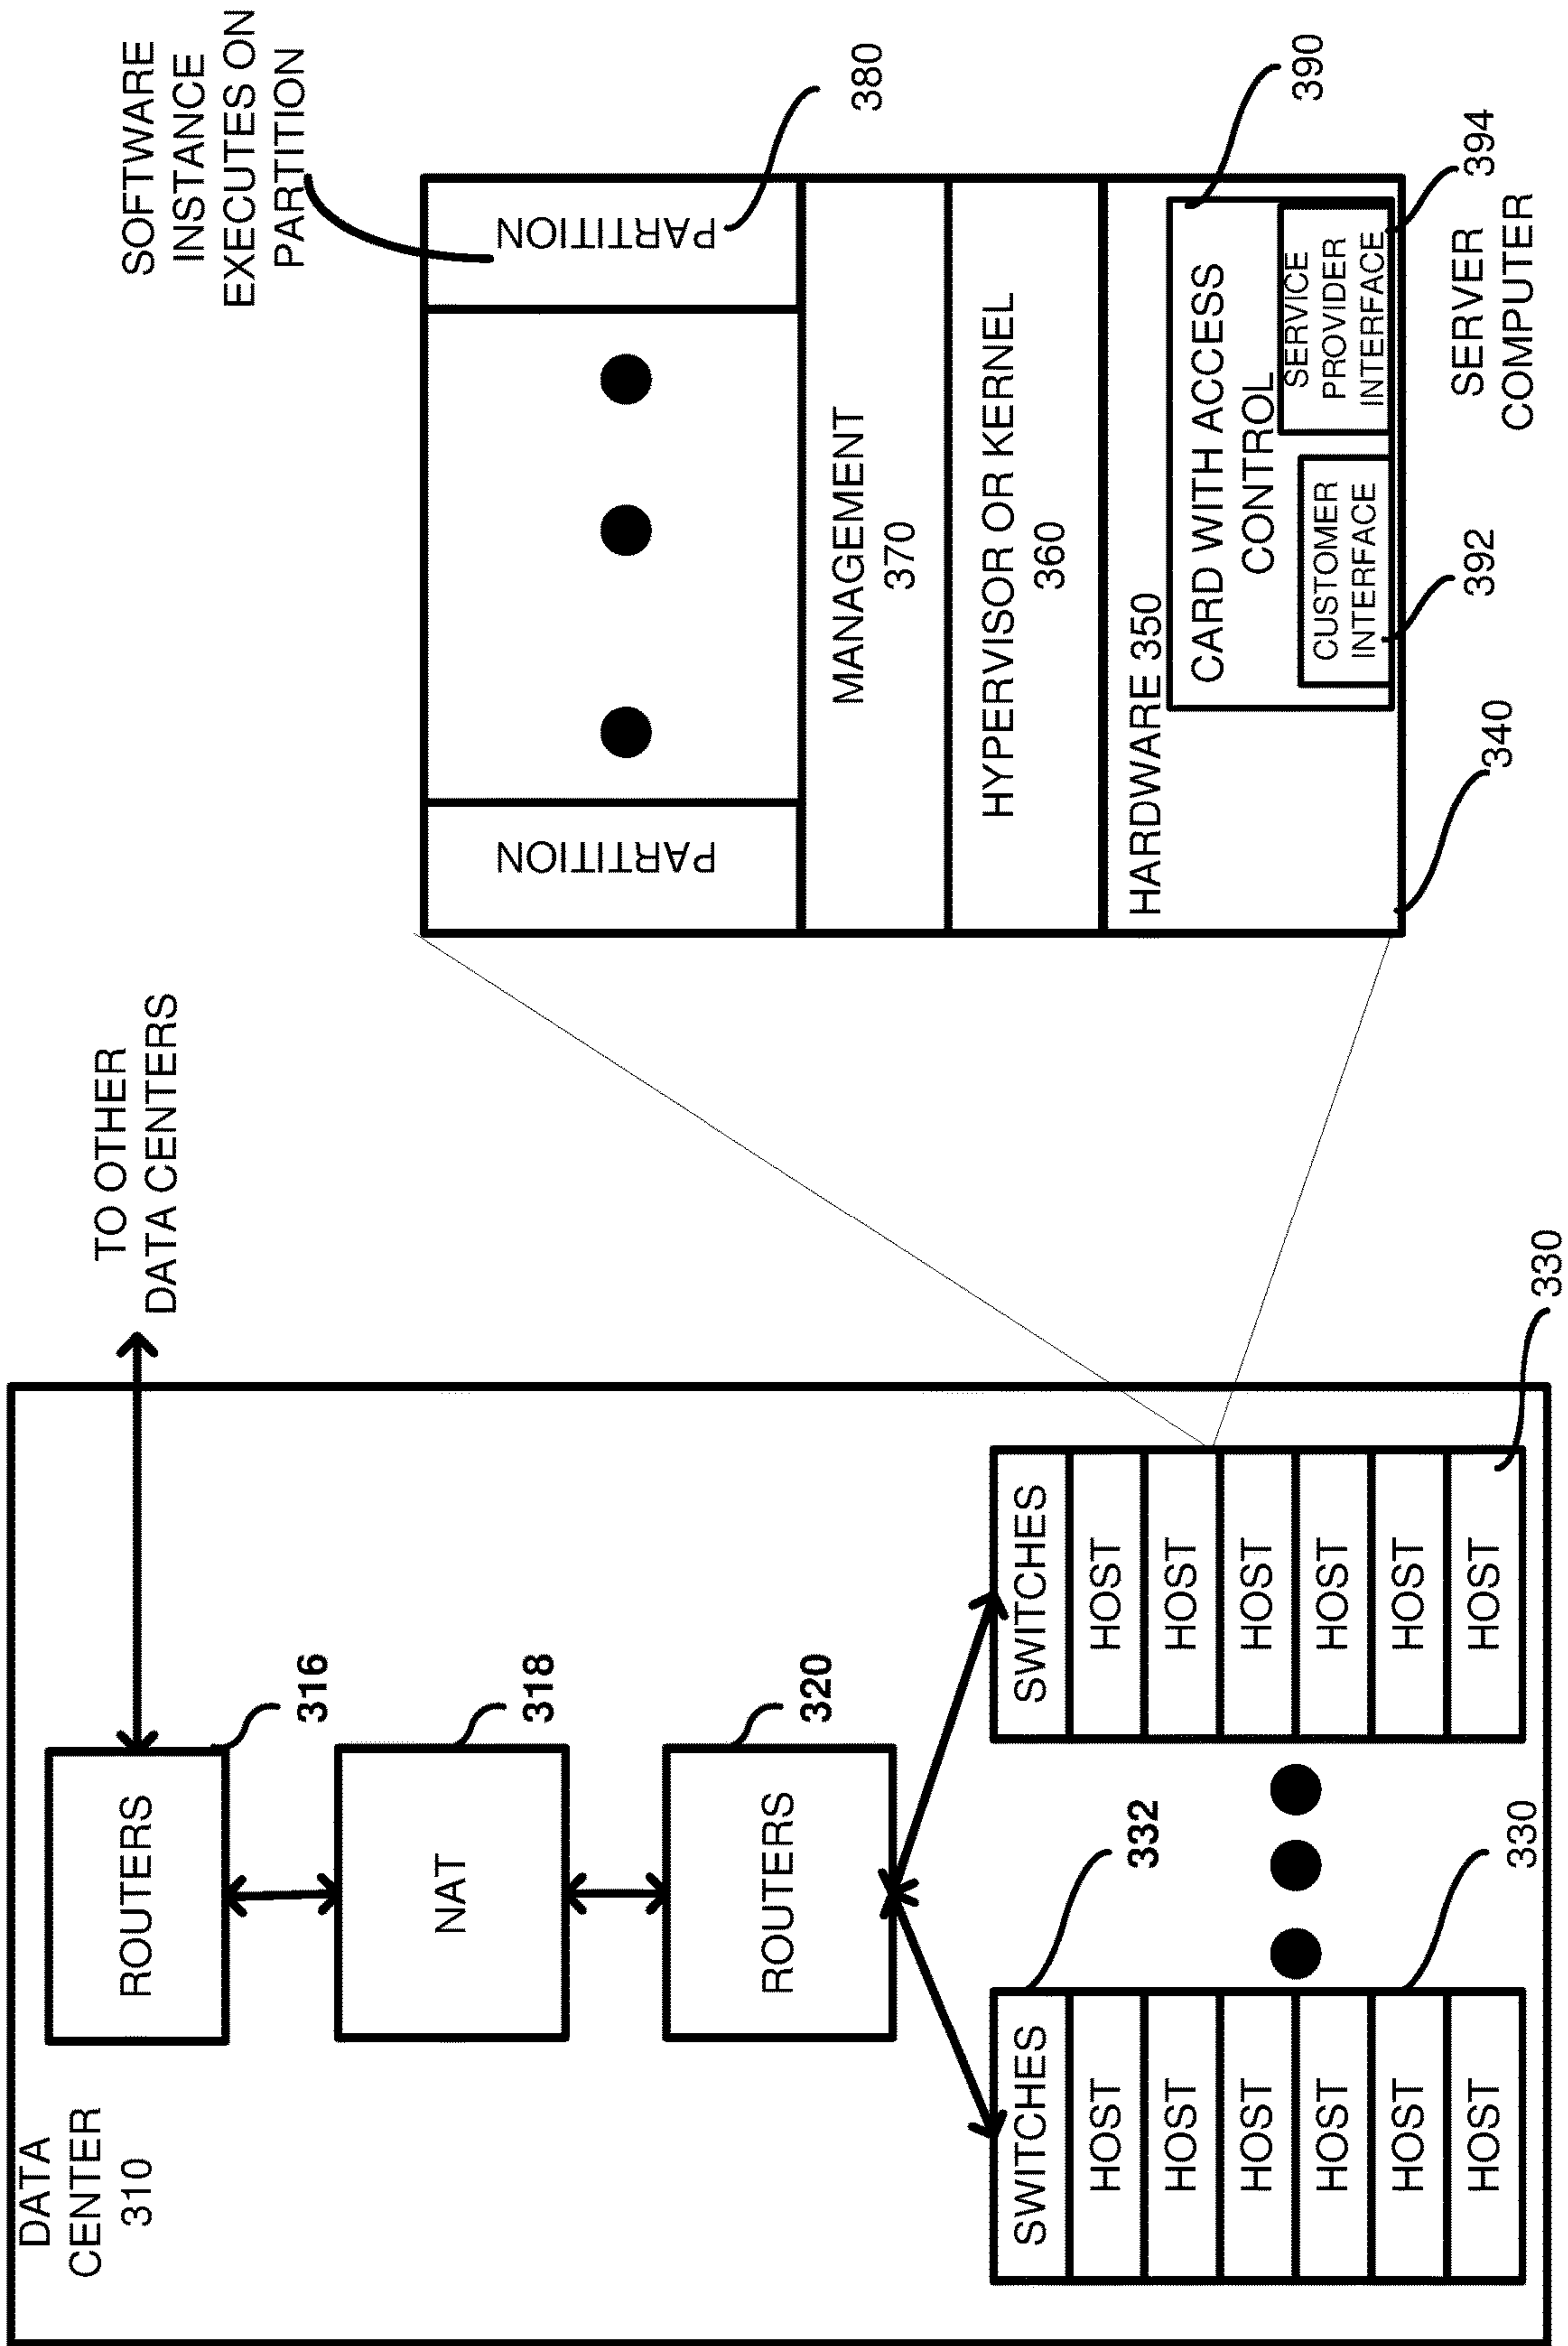 DATA
CENTER
310
ROUTERS
316
TO OTHER
DATA CENTERS
NAT
318
ROUTERS
320
332
SWITCHES
HOST
HOST
HOST
HOST
HOST
HOST
330
SWITCHES
HOST
HOST
HOST
HOST
HOST
HOST
330
SOFTWARE
INSTANCE
EXECUTES ON
PARTITION
PARTITION
PARTITION
380
MANAGEMENT
370
HYPERVISOR OR KERNEL
360
HARDWARE 350
CARD WITH ACCESS
CONTROL
390
CUSTOMER
INTERFACE
392
SERVICE
PROVIDER
INTERFACE
394
340
SERVER
COMPUTER